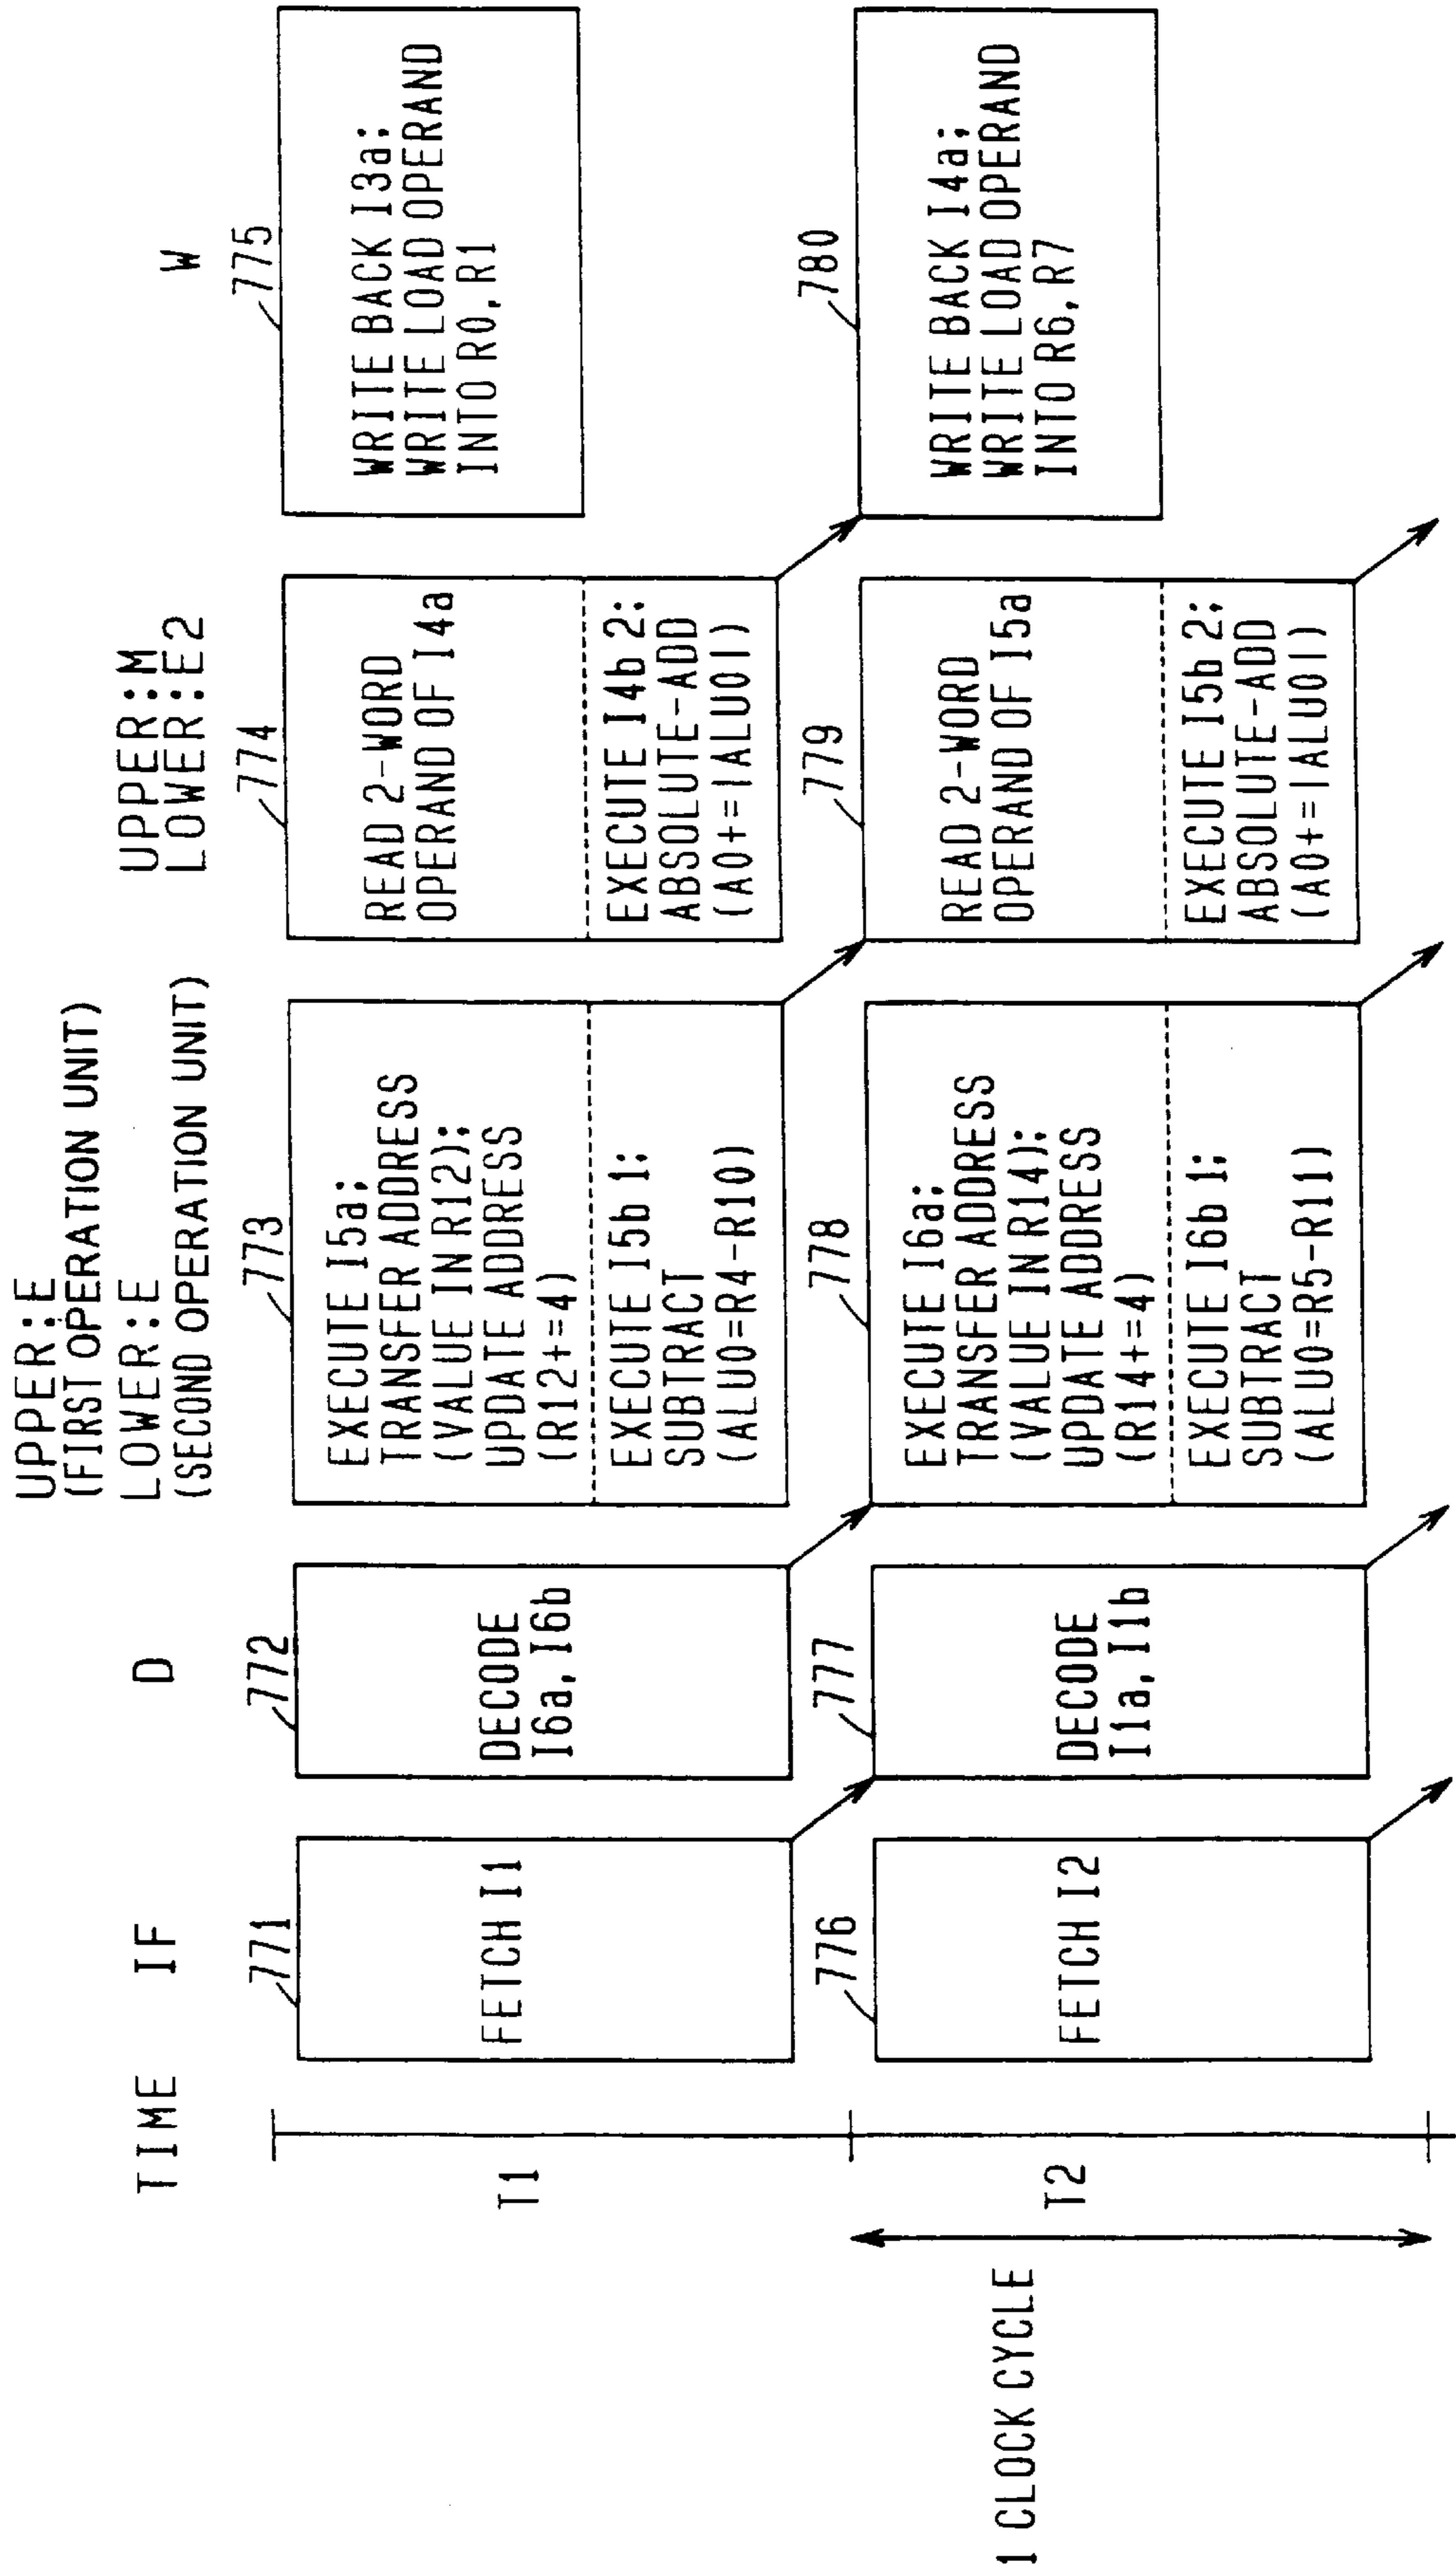 TIME
IF
D
UPPER:E
(FIRST OPERATION UNIT)
LOWER:E
(SECOND OPERATION UNIT)
UPPER:M
LOWER:E2
W
T1
771
FETCH I1
772
DECODE
I6a, I6b
773
EXECUTE I5a;
TRANSFER ADDRESS
(VALUE IN R12);
UPDATE ADDRESS
(R12+=4)
EXECUTE I5b 1;
SUBTRACT
(ALU0=R4-R10)
774
READ 2-WORD
OPERAND OF I4a
EXECUTE I4b 2;
ABSOLUTE-ADD
(A0+=|ALU0|)
775
WRITE BACK I3a;
WRITE LOAD OPERAND
INTO R0,R1
1 CLOCK CYCLE
T2
776
FETCH I2
777
DECODE
I1a, I1b
778
EXECUTE I6a;
TRANSFER ADDRESS
(VALUE IN R14);
UPDATE ADDRESS
(R14+=4)
EXECUTE I6b 1;
SUBTRACT
(ALU0=R5-R11)
779
READ 2-WORD
OPERAND OF I5a
EXECUTE I5b 2;
ABSOLUTE-ADD
(A0+=|ALU0|)
780
WRITE BACK I4a;
WRITE LOAD OPERAND
INTO R6,R7